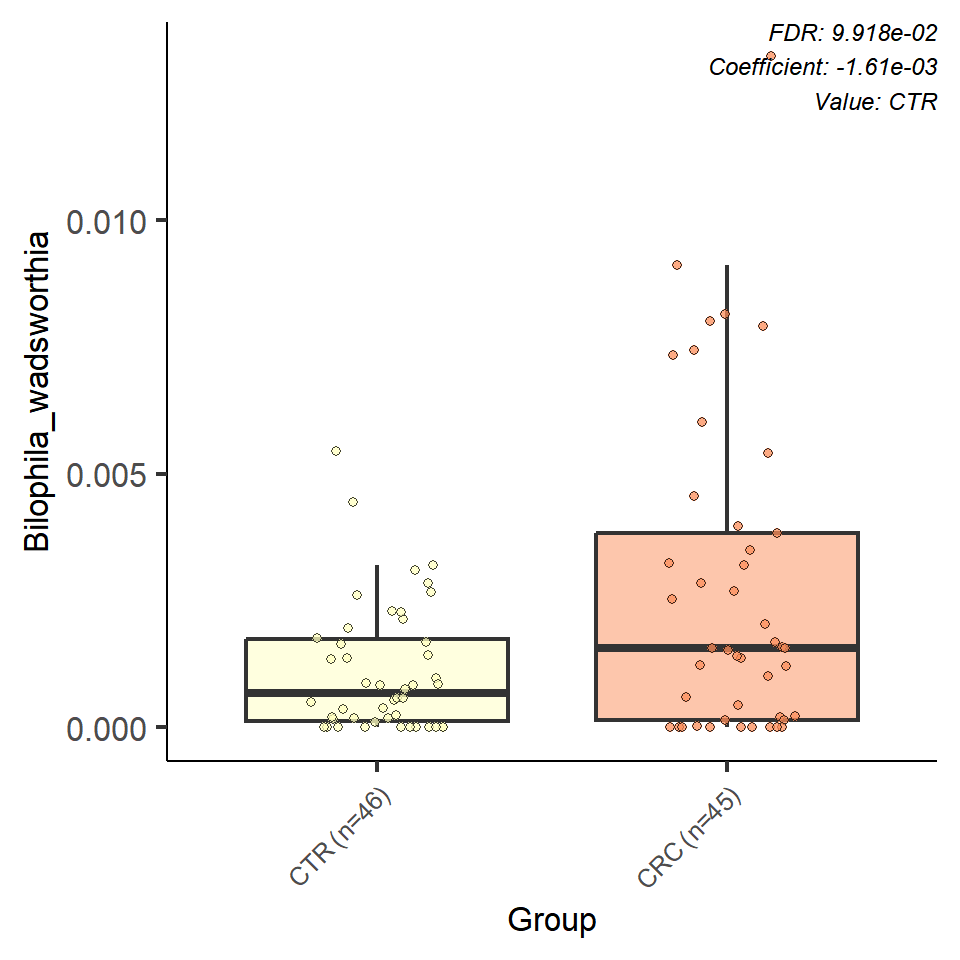 FDR: 9.918e-02
Coefficient: -1.61e-03
Value: CTR
0.010
0.005
0.000
Bilophila_wadsworthia
CTR (n=46)
CRC (n=45)
Group